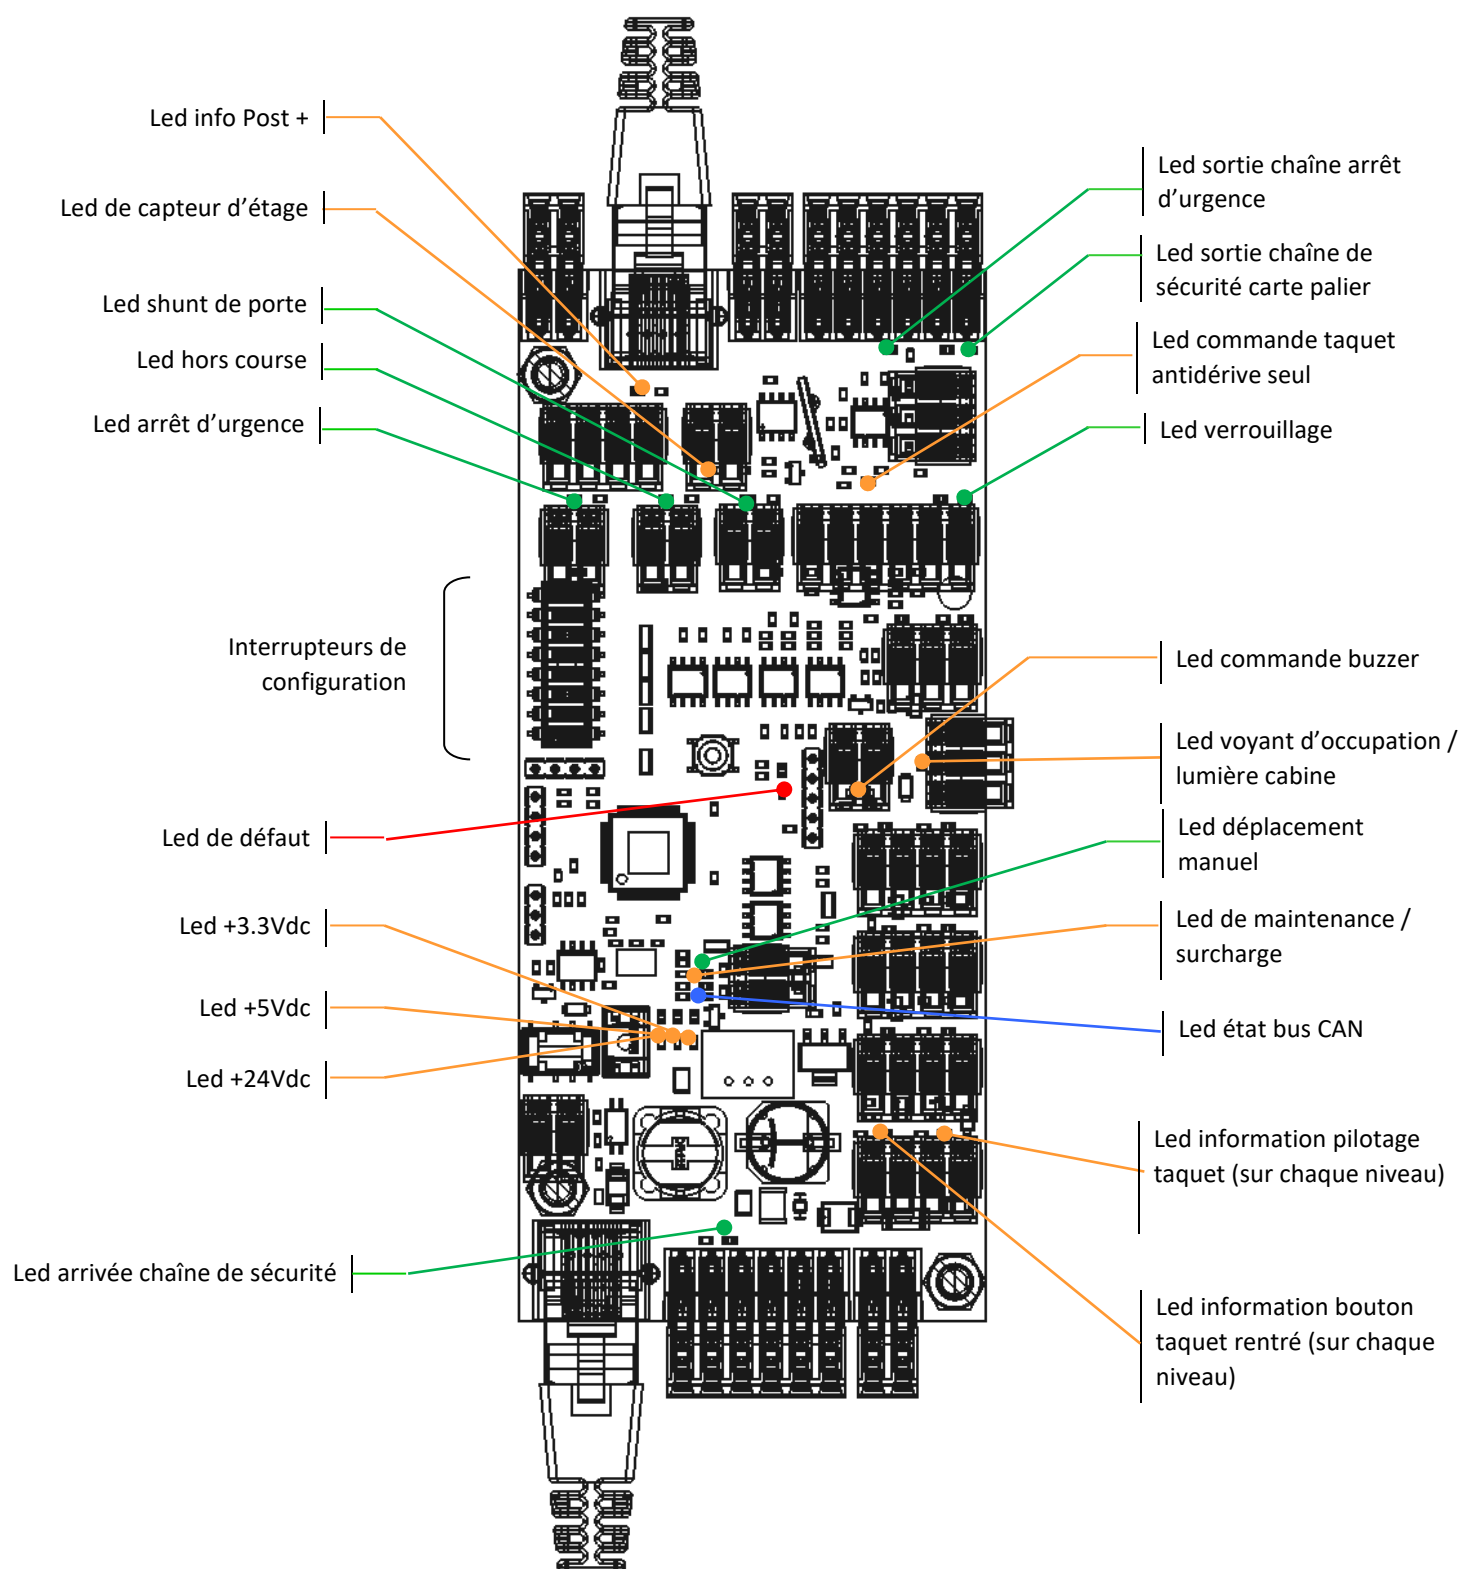 Led info Post +
Led de capteur d’étage
Led shunt de porte
Led hors course
Led arrêt d’urgence
Interrupteurs de
configuration
Led de défaut
Led +3.3Vdc
Led +5Vdc
Led +24Vdc
Led arrivée chaîne de sécurité
Led sortie chaîne arrêt
d’urgence
Led sortie chaîne de
sécurité carte palier
Led commande taquet
antidérive seul
Led verrouillage
Led commande buzzer
Led voyant d’occupation /
lumière cabine
Led déplacement
manuel
Led de maintenance /
surcharge
Led état bus CAN
Led information pilotage
taquet (sur chaque niveau)
Led information bouton
taquet rentré (sur chaque
niveau)